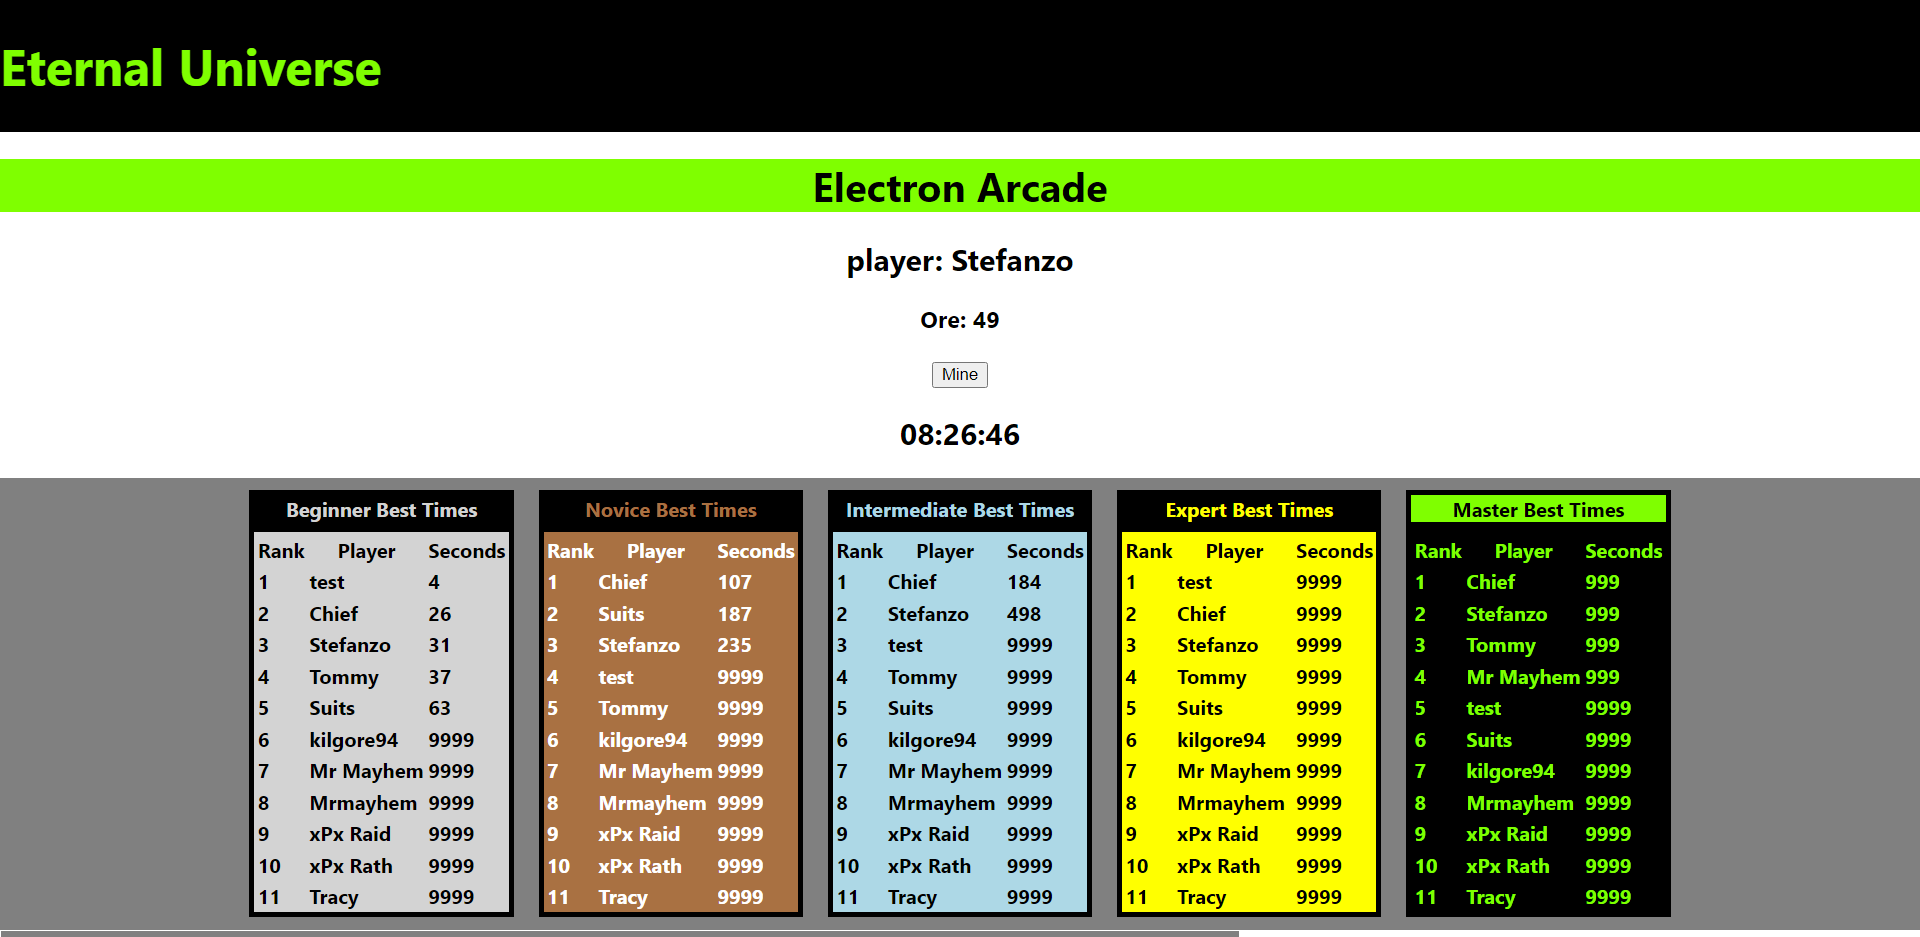 Eternal Universe
Electron Arcade
player: Stefanzo
Ore: 49
Mine
08:26:46
Beginner Best Times
Rank Player Seconds
1 test 4
2 Chief 26
3 Stefanzo 31
4 Tommy 37
5 Suits 63
6 kilgore94 9999
7 Mr Mayhem 9999
8 Mrmayhem 9999
9 xPx Raid 9999
10 xPx Rath 9999
11 Tracy 9999
Novice Best Times
Rank Player Seconds
1 Chief 107
2 Suits 187
3 Stefanzo 235
4 test 9999
5 Tommy 9999
6 kilgore94 9999
7 Mr Mayhem 9999
8 Mrmayhem 9999
9 xPx Raid 9999
10 xPx Rath 9999
11 Tracy 9999
Intermediate Best Times
Rank Player Seconds
1 Chief 184
2 Stefanzo 498
3 test 9999
4 Tommy 9999
5 Suits 9999
6 kilgore94 9999
7 Mr Mayhem 9999
8 Mrmayhem 9999
9 xPx Raid 9999
10 xPx Rath 9999
11 Tracy 9999
Expert Best Times
Rank Player Seconds
1 test 9999
2 Chief 9999
3 Stefanzo 9999
4 Tommy 9999
5 Suits 9999
6 kilgore94 9999
7 Mr Mayhem 9999
8 Mrmayhem 9999
9 xPx Raid 9999
10 xPx Rath 9999
11 Tracy 9999
Master Best Times
Rank Player Seconds
1 Chief 999
2 Stefanzo 999
3 Tommy 999
4 Mr Mayhem 999
5 test 9999
6 Suits 9999
7 kilgore94 9999
8 Mrmayhem 9999
9 xPx Raid 9999
10 xPx Rath 9999
11 Tracy 9999